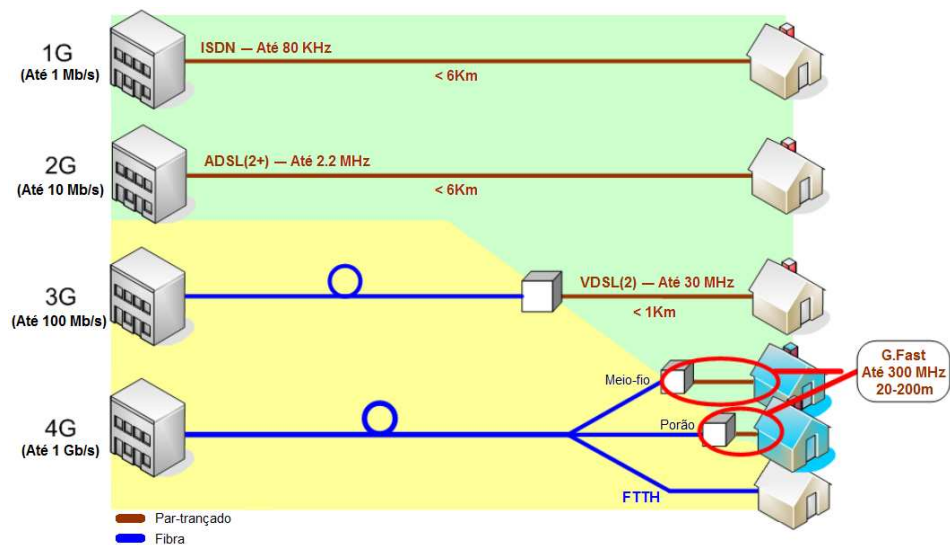 1G
(Até 1 Mb/s)
ISDN — Até 80 KHz
< 6Km
2G
(Até 10 Mb/s)
ADSL(2+) — Até 2.2 MHz
< 6Km
3G
(Até 100 Mb/s)
VDSL(2) — Até 30 MHz
< 1Km
G.Fast
Até 300 MHz
20-200m
Meio-fio
4G
(Até 1 Gb/s)
Porão
FTTH
Par-trançado
Fibra